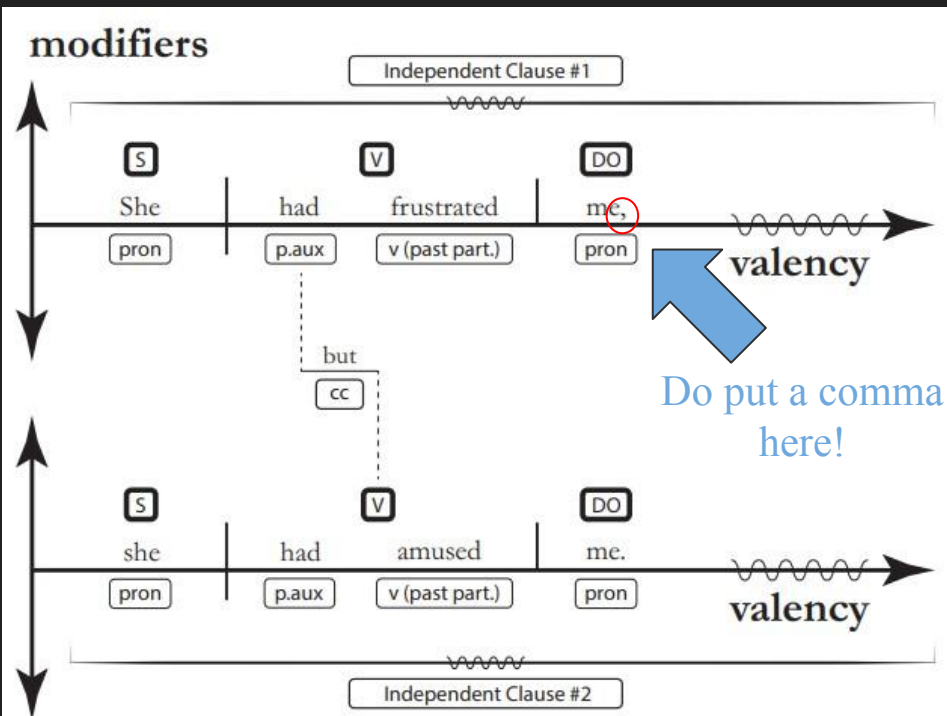 modifiers
Independent Clause #1
S V DO
She had frustrated me,
pron p.aux v (past part.) pron
valency
but
cc
Do put a comma
here!
S V DO
she had amused me.
pron p.aux v (past part.) pron
valency
Independent Clause #2